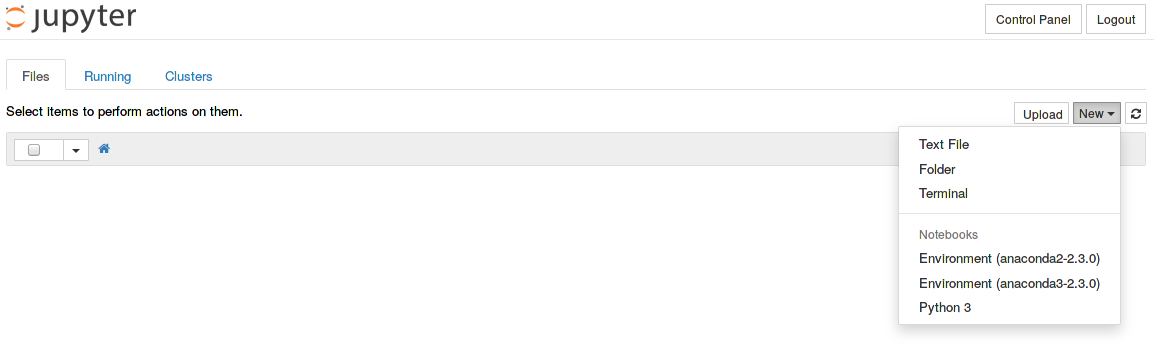 jupyter
Control Panel Logout
Files Running Clusters
Select items to perform actions on them.
Upload New
Text File
Folder
Terminal
Notebooks
Environment (anaconda2-2.3.0)
Environment (anaconda3-2.3.0)
Python 3